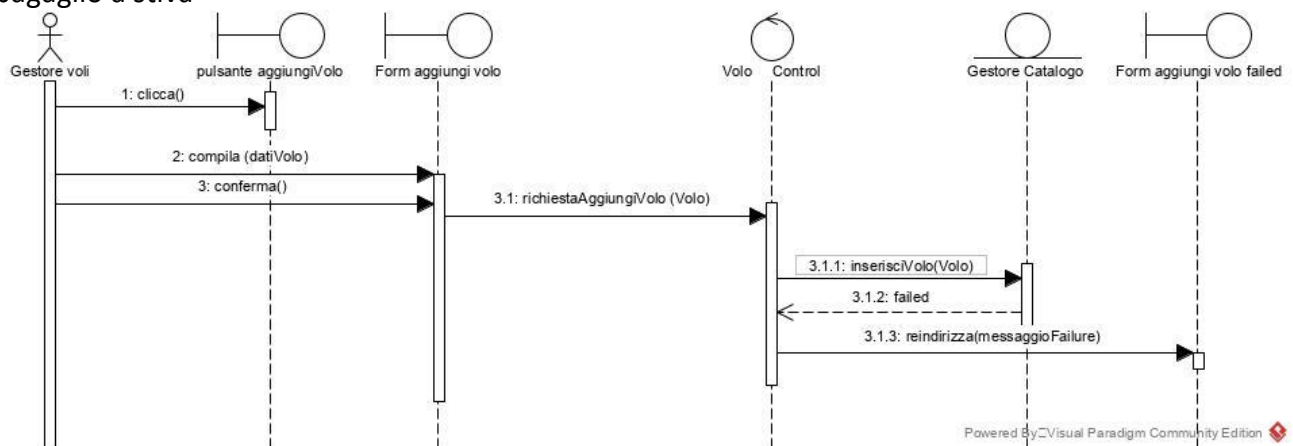 bagaglio a stiva
Gestore voli
pulsante aggiungiVolo
Form aggiungi volo
Volo Control
Gestore Catalogo
Form aggiungi volo failed
1: clicca()
2: compila (datiVolo)
3: conferma()
3.1: richiestaAggiungiVolo (Volo)
3.1.1: inserisciVolo(Volo)
3.1.2: failed
3.1.3: reindirizza(messaggioFailure)
Powered By Visual Paradigm Community Edition